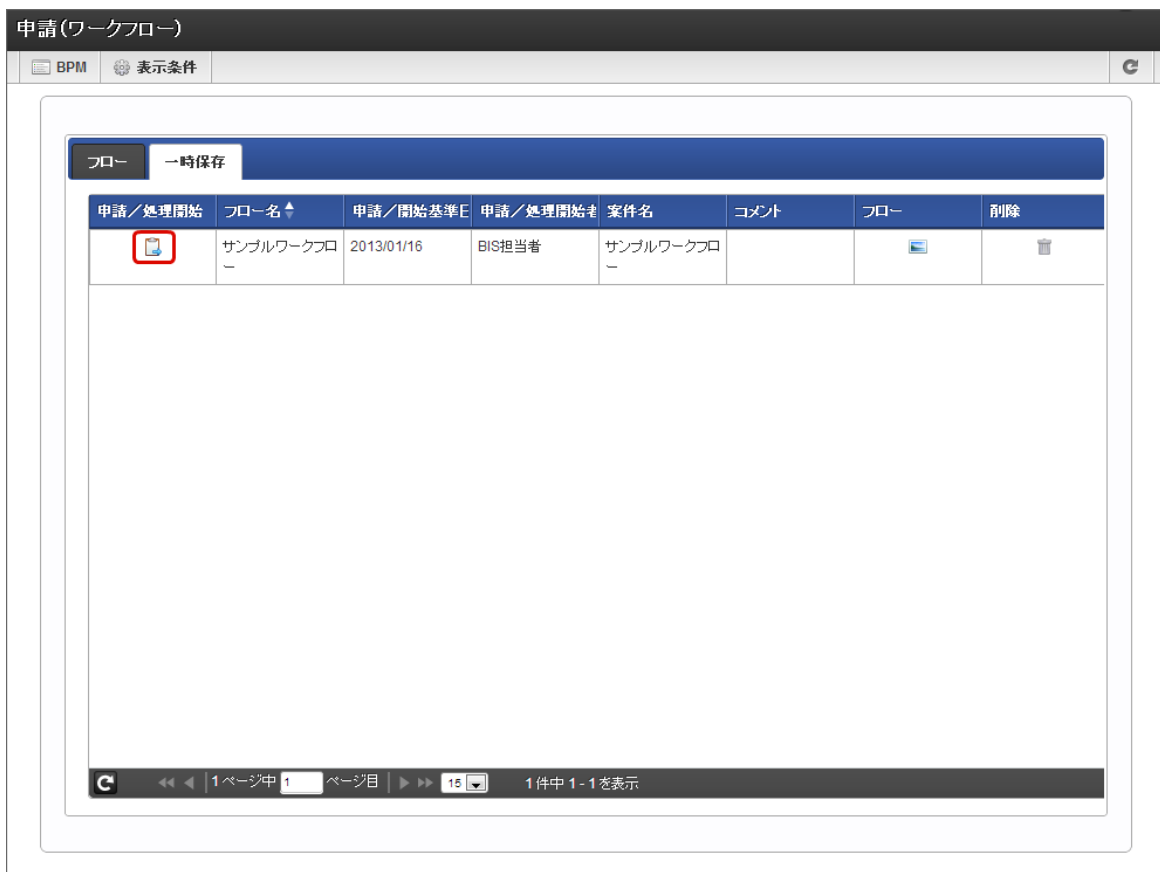 申請(ワークフロー)
BPM 表示条件
フロー 一時保存
申請／処理開始 フロー名 申請／開始基準日 申請／処理開始者 案件名 コメント フロー 削除
サンプルワークフロ 2013/01/16 BIS担当者 サンプルワークフロ
ー ー
1 ページ中 1 ページ目 15 1 件中 1 - 1 を表示